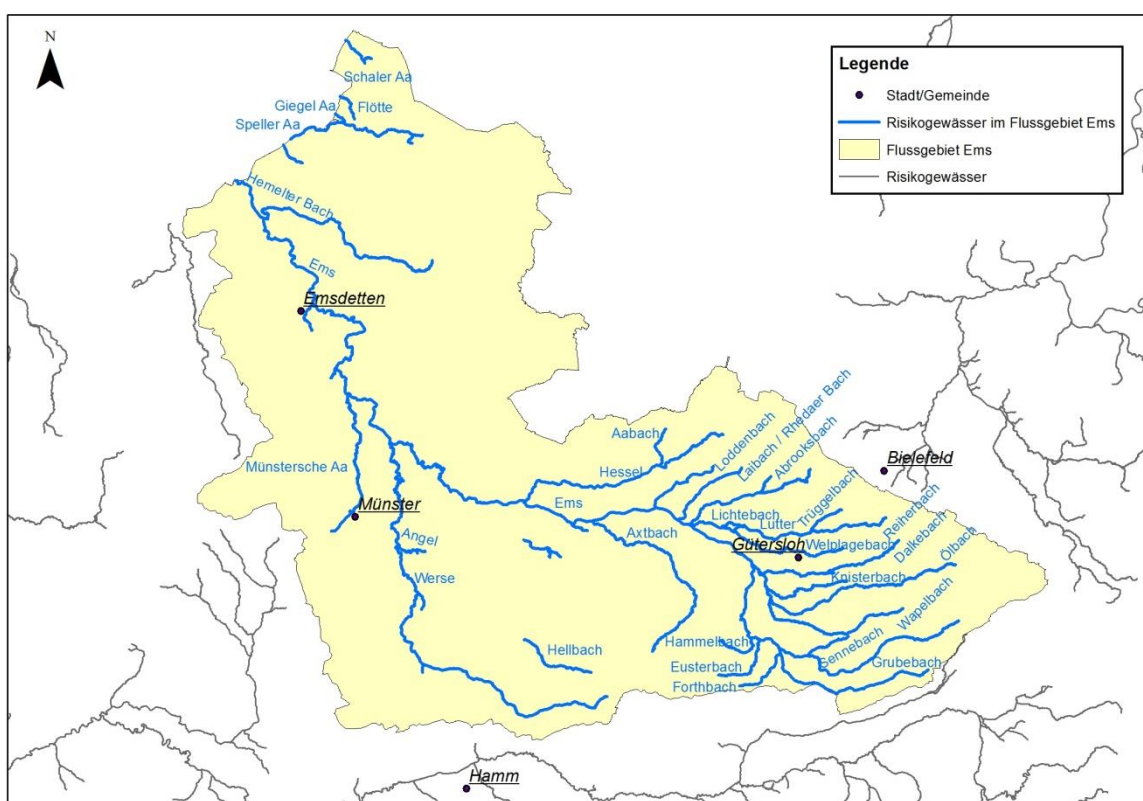 N
Legende
Stadt/Gemeinde
Risikogewässer im Flussgebiet Ems
Flussgebiet Ems
Risikogewässer
Schaler Aa
Giegel Aa
Flötte
Speller Aa
Hemelter Bach
Ems
Emsdetten
Aabach
Loddenbach
Laibach / Rhedaer Bach
Abrooksbach
Bielefeld
Münstersche Aa
Hessel
Münster
Ems
Lichtebach
Lutter
Trüggelbach
Reiherbach
Axtbach
Gütersloh
Welplagebach
Dalkebach
Ölbach
Angel
Werse
Knisterbach
Wapelbach
Hellbach
Hammelbach
Sennebach
Eusterbach
Grubebach
Forthbach
Hamm